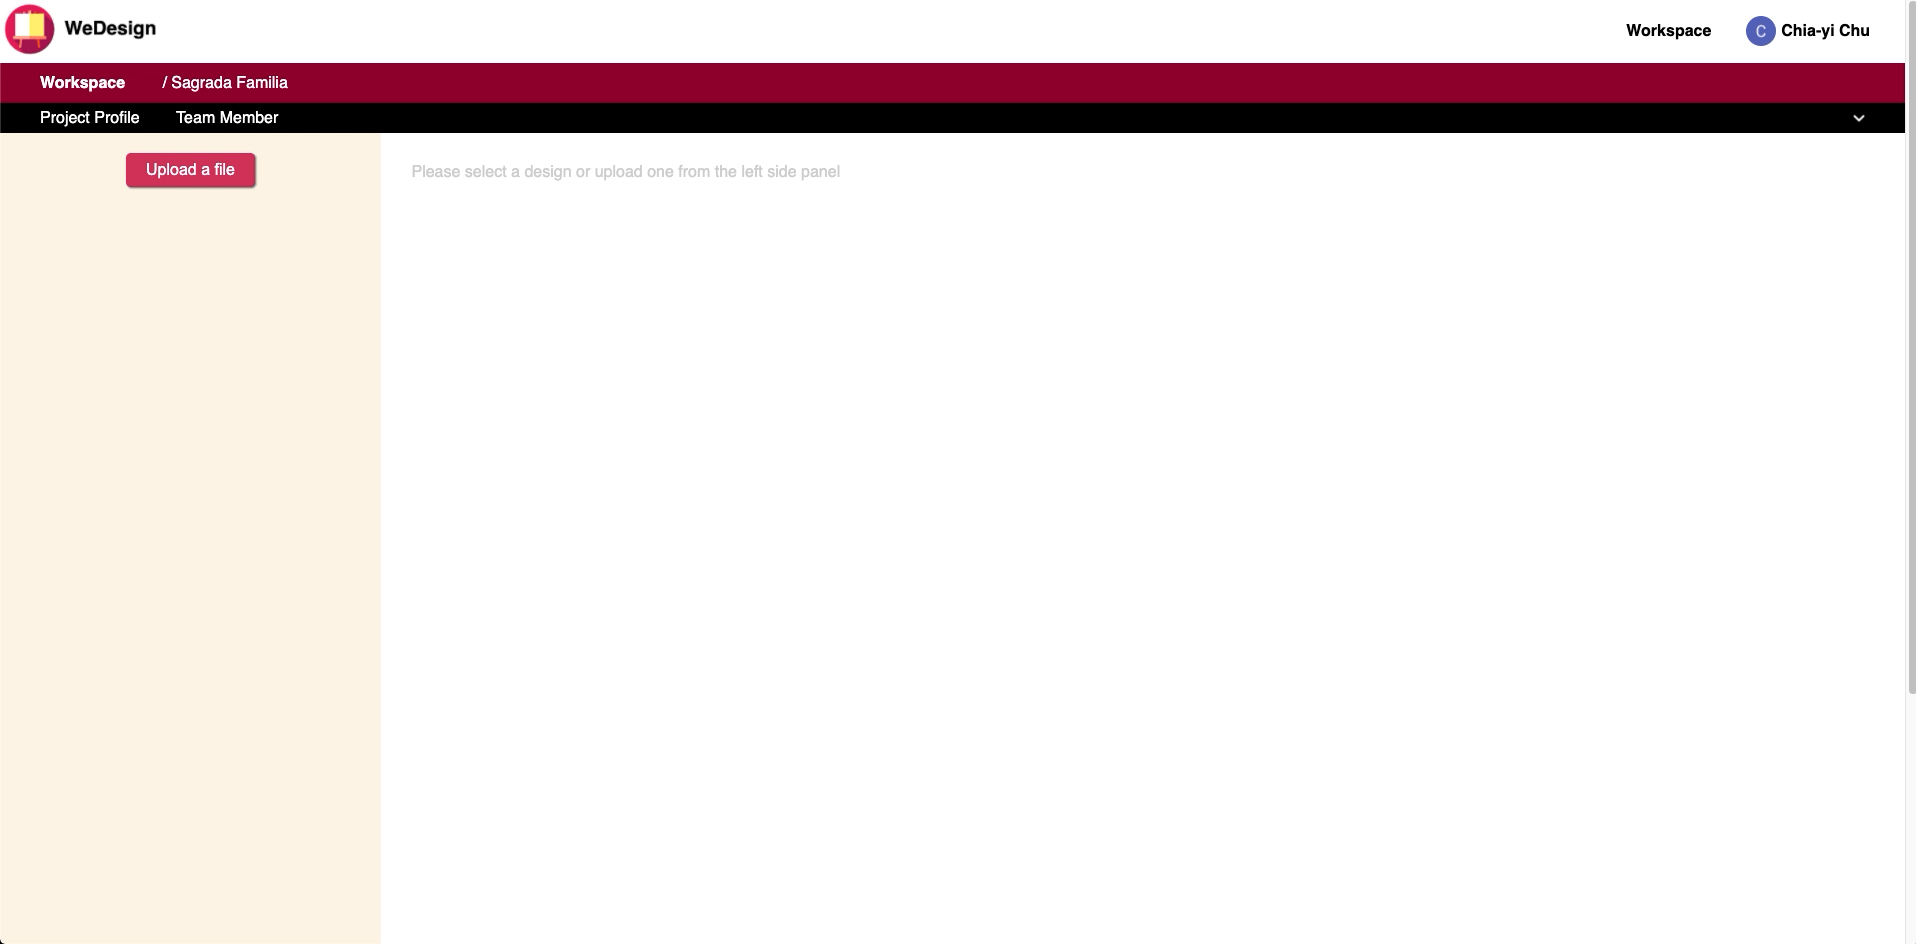 WeDesign
Workspace
C
Chia-yi Chu
Workspace / Sagrada Familia
Project Profile
Team Member
Upload a file
Please select a design or upload one from the left side panel